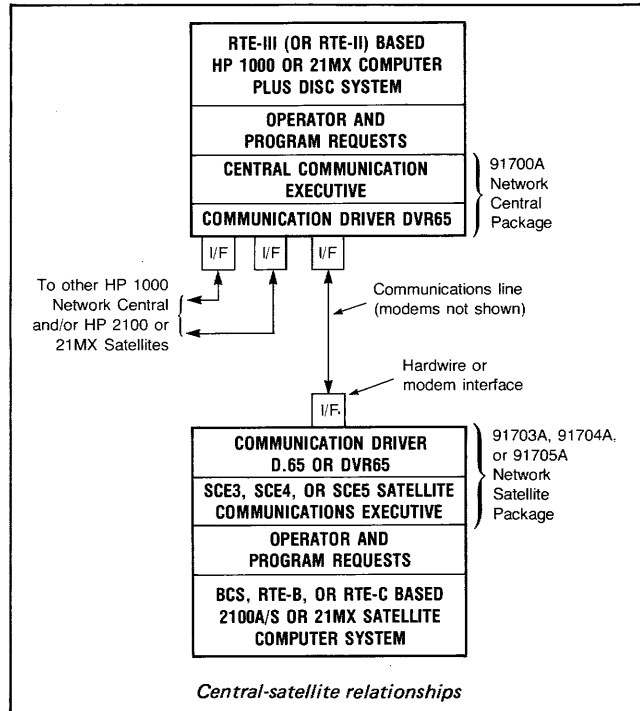 RTE-III (OR RTE-II) BASED
HP 1000 OR 21MX COMPUTER
PLUS DISC SYSTEM
OPERATOR AND
PROGRAM REQUESTS
CENTRAL COMMUNICATION
EXECUTIVE
COMMUNICATION DRIVER DVR65
91700A
Network
Central
Package
I/F
I/F
I/F
To other HP 1000
Network Central
and/or HP 2100 or
21MX Satellites
Communications line
(modems not shown)
Hardwire or
modem interface
I/F
COMMUNICATION DRIVER
D.65 OR DVR65
SCE3, SCE4, OR SCE5 SATELLITE
COMMUNICATIONS EXECUTIVE
OPERATOR AND
PROGRAM REQUESTS
BCS, RTE-B, OR RTE-C BASED
2100A/S OR 21MX SATELLITE
COMPUTER SYSTEM
91703A, 91704A,
or 91705A
Network
Satellite
Package
Central-satellite relationships